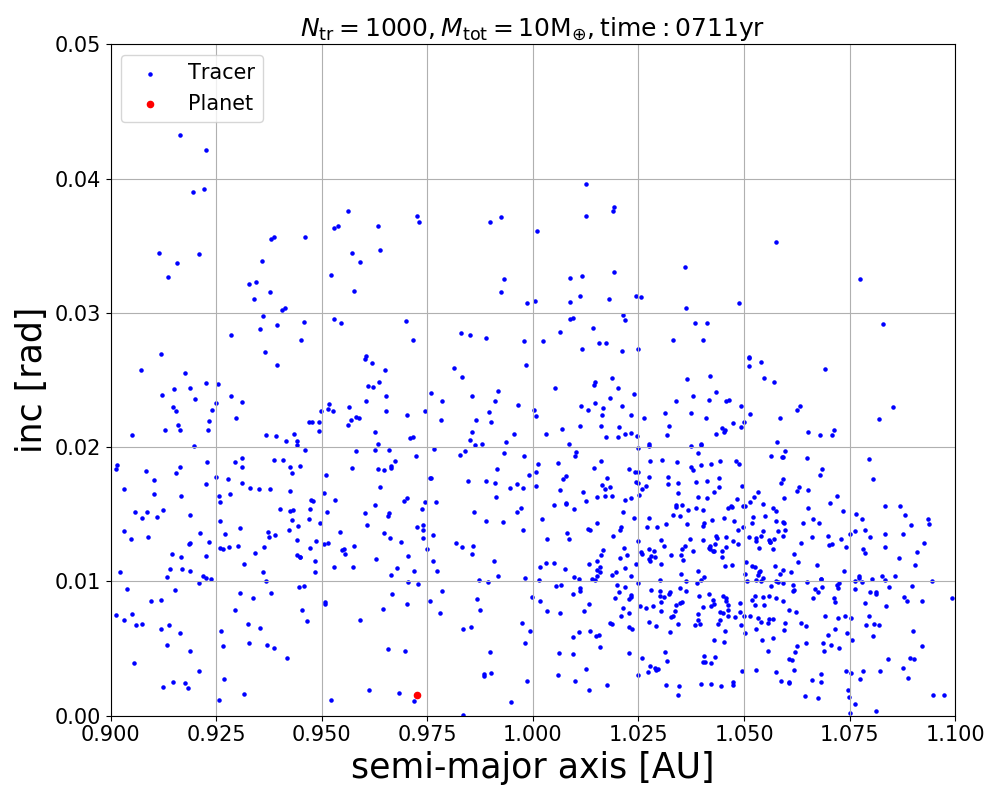 N_tr = 1000, M_tot = 10M_⊕, time : 0711yr
Tracer
Planet
0.05
0.04
0.03
0.02
0.01
0.00
inc [rad]
0.900 0.925 0.950 0.975 1.000 1.025 1.050 1.075 1.100
semi-major axis [AU]